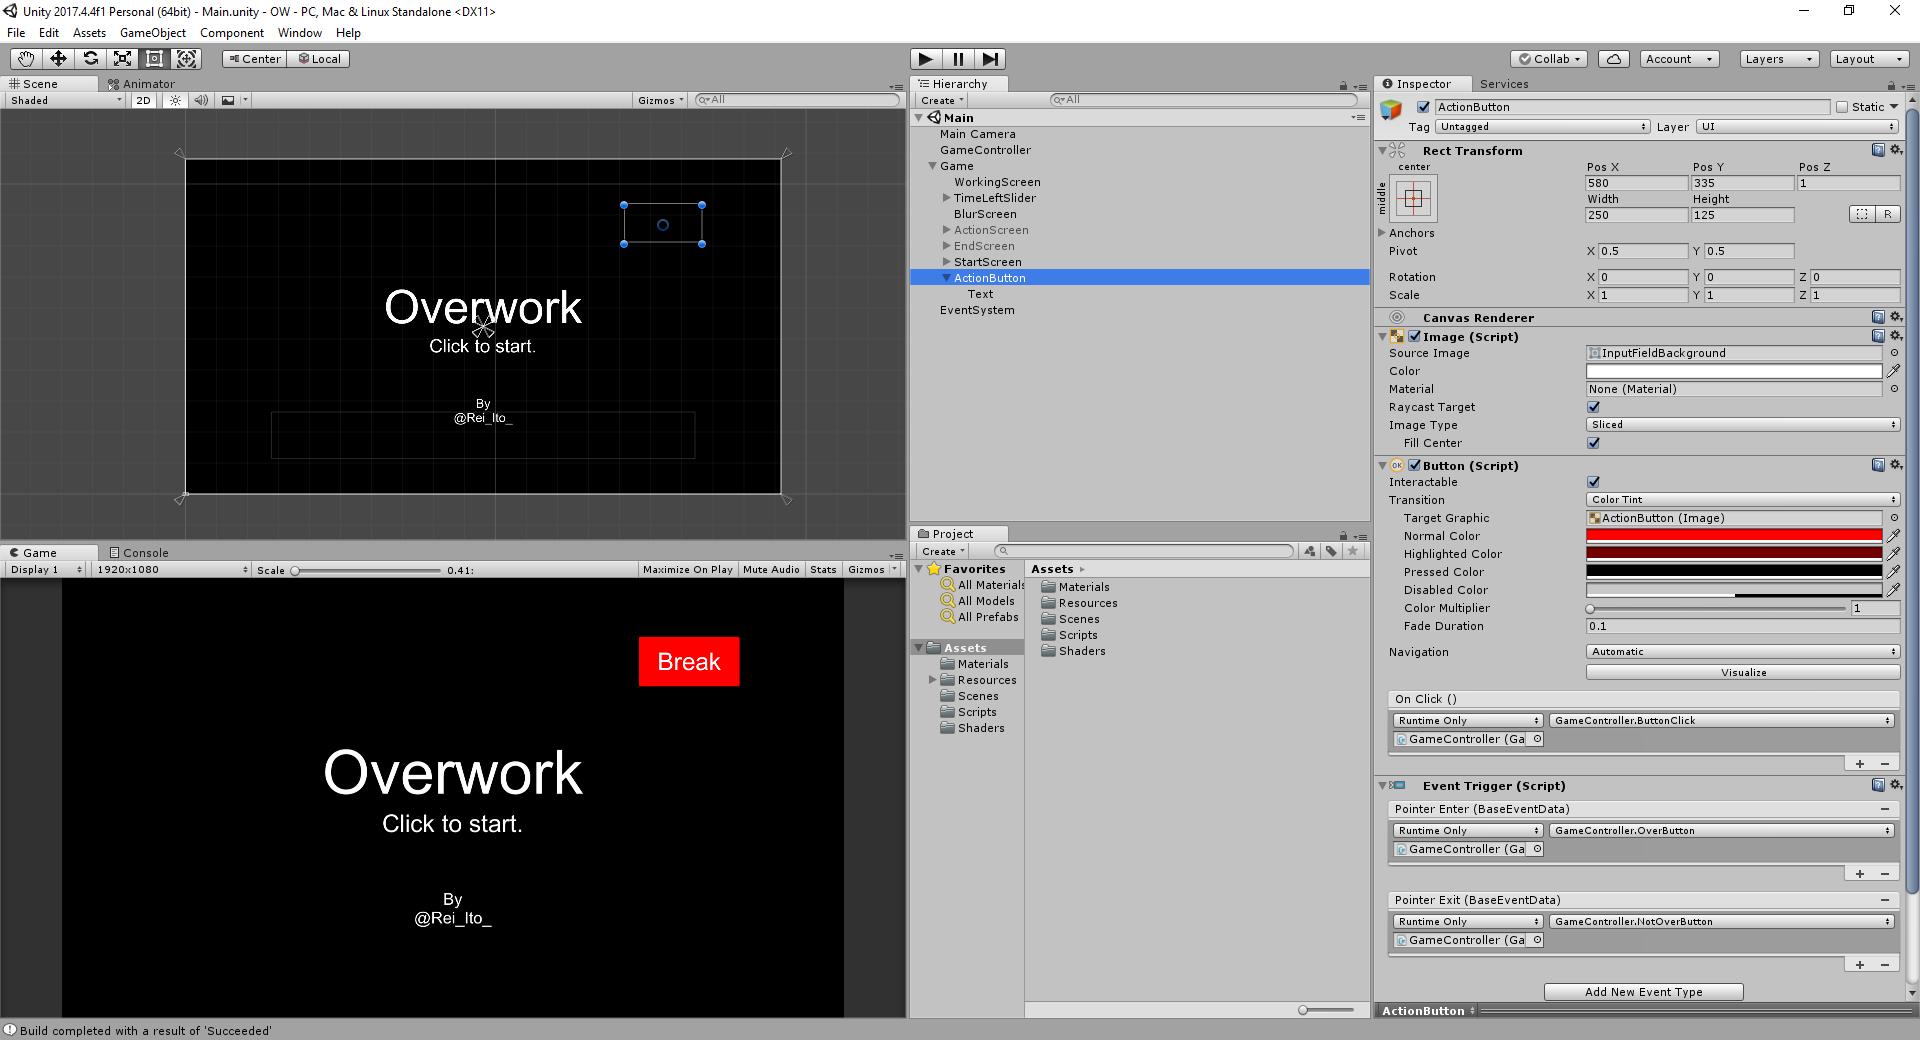 Unity 2017.4.4f1 Personal (64bit) - Main.unity - OW - PC, Mac & Linux Standalone <DX11>
File Edit Assets GameObject Component Window Help
Center Local
Collab Account Layers Layout
Scene Animator
Shaded 2D Gizmos All
Overwork
Click to start.
By
@Rei_Ito_
Game Console
Display 1 1920x1080 Scale 0.41: Maximize On Play Mute Audio Stats Gizmos
Break
Overwork
Click to start.
By
@Rei_Ito_
Hierarchy
Create All
Main
Main Camera
GameController
Game
WorkingScreen
TimeLeftSlider
BlurScreen
ActionScreen
EndScreen
StartScreen
ActionButton
Text
EventSystem
Project
Create
Favorites
All Materials
All Models
All Prefabs
Assets
Materials
Resources
Scenes
Scripts
Shaders
Assets
Materials
Resources
Scenes
Scripts
Shaders
Inspector Services
ActionButton Static
Tag Untagged Layer UI
Rect Transform
center Pos X Pos Y Pos Z
middle 580 335 1
Width Height
250 125 R
Anchors
Pivot X 0.5 Y 0.5
Rotation X 0 Y 0 Z 0
Scale X 1 Y 1 Z 1
Canvas Renderer
Image (Script)
Source Image InputFieldBackground
Color
Material None (Material)
Raycast Target
Image Type Sliced
Fill Center
OK Button (Script)
Interactable
Transition Color Tint
Target Graphic ActionButton (Image)
Normal Color
Highlighted Color
Pressed Color
Disabled Color
Color Multiplier 1
Fade Duration 0.1
Navigation Automatic
Visualize
On Click ()
Runtime Only GameController.ButtonClick
GameController (Ga
+ −
Event Trigger (Script)
Pointer Enter (BaseEventData) −
Runtime Only GameController.OverButton
GameController (Ga
+ −
Pointer Exit (BaseEventData) −
Runtime Only GameController.NotOverButton
GameController (Ga
+ −
Add New Event Type
ActionButton
Build completed with a result of 'Succeeded'